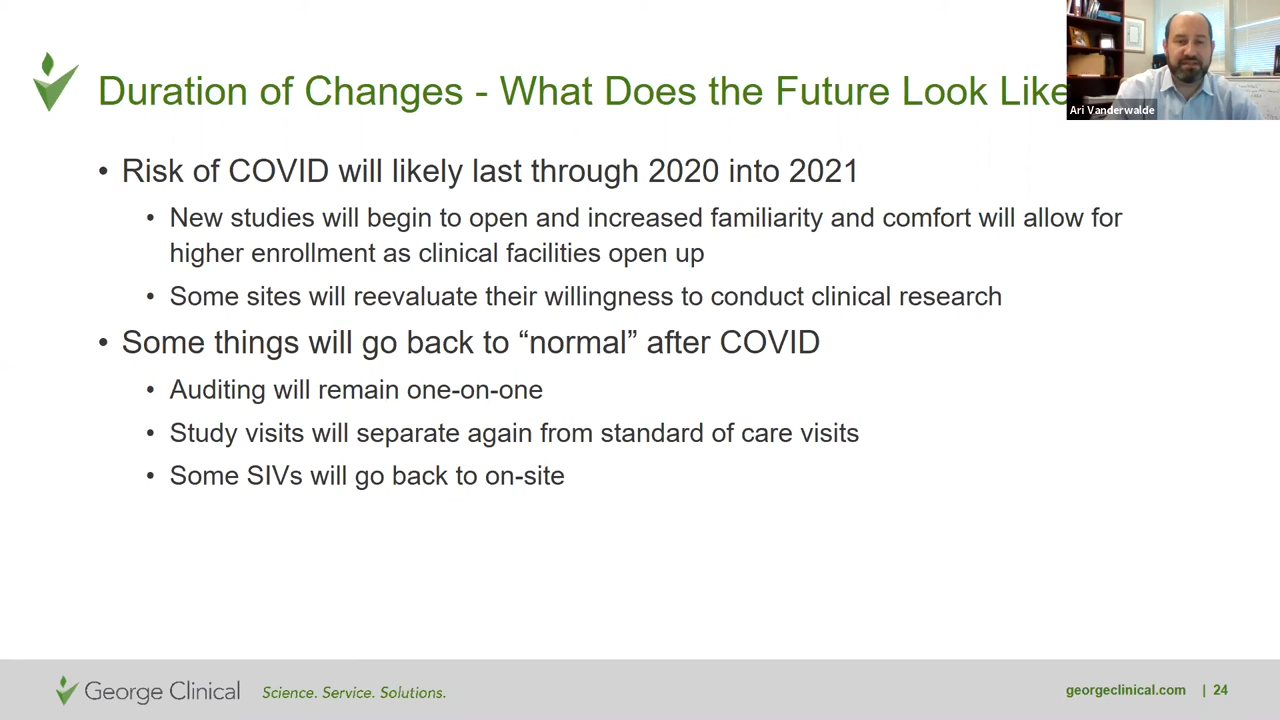 Duration of Changes - What Does the Future Look Like
Ari Vanderwalde
• Risk of COVID will likely last through 2020 into 2021
• New studies will begin to open and increased familiarity and comfort will allow for
higher enrollment as clinical facilities open up
• Some sites will reevaluate their willingness to conduct clinical research
• Some things will go back to “normal” after COVID
• Auditing will remain one-on-one
• Study visits will separate again from standard of care visits
• Some SIVs will go back to on-site
George Clinical Science. Service. Solutions.
georgeclinical.com | 24